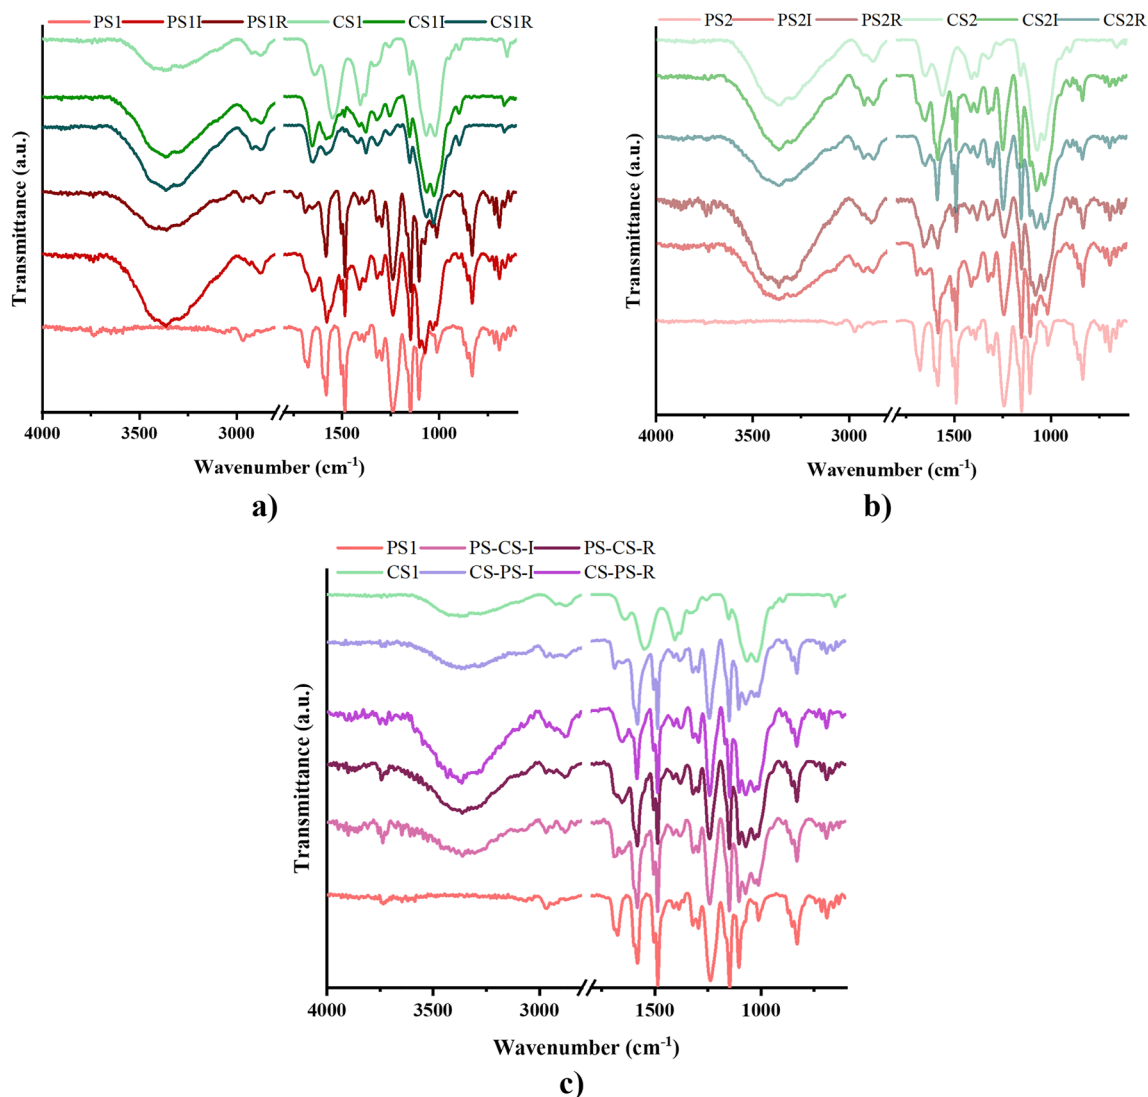 PS1 PS1I PS1R CS1 CS1I CS1R
Transmittance (a.u.)
4000 3500 3000 1500 1000
Wavenumber (cm⁻¹)
a)
PS2 PS2I PS2R CS2 CS2I CS2R
Transmittance (a.u.)
4000 3500 3000 1500 1000
Wavenumber (cm⁻¹)
b)
PS1 PS-CS-I PS-CS-R
CS1 CS-PS-I CS-PS-R
Transmittance (a.u.)
4000 3500 3000 1500 1000
Wavenumber (cm⁻¹)
c)